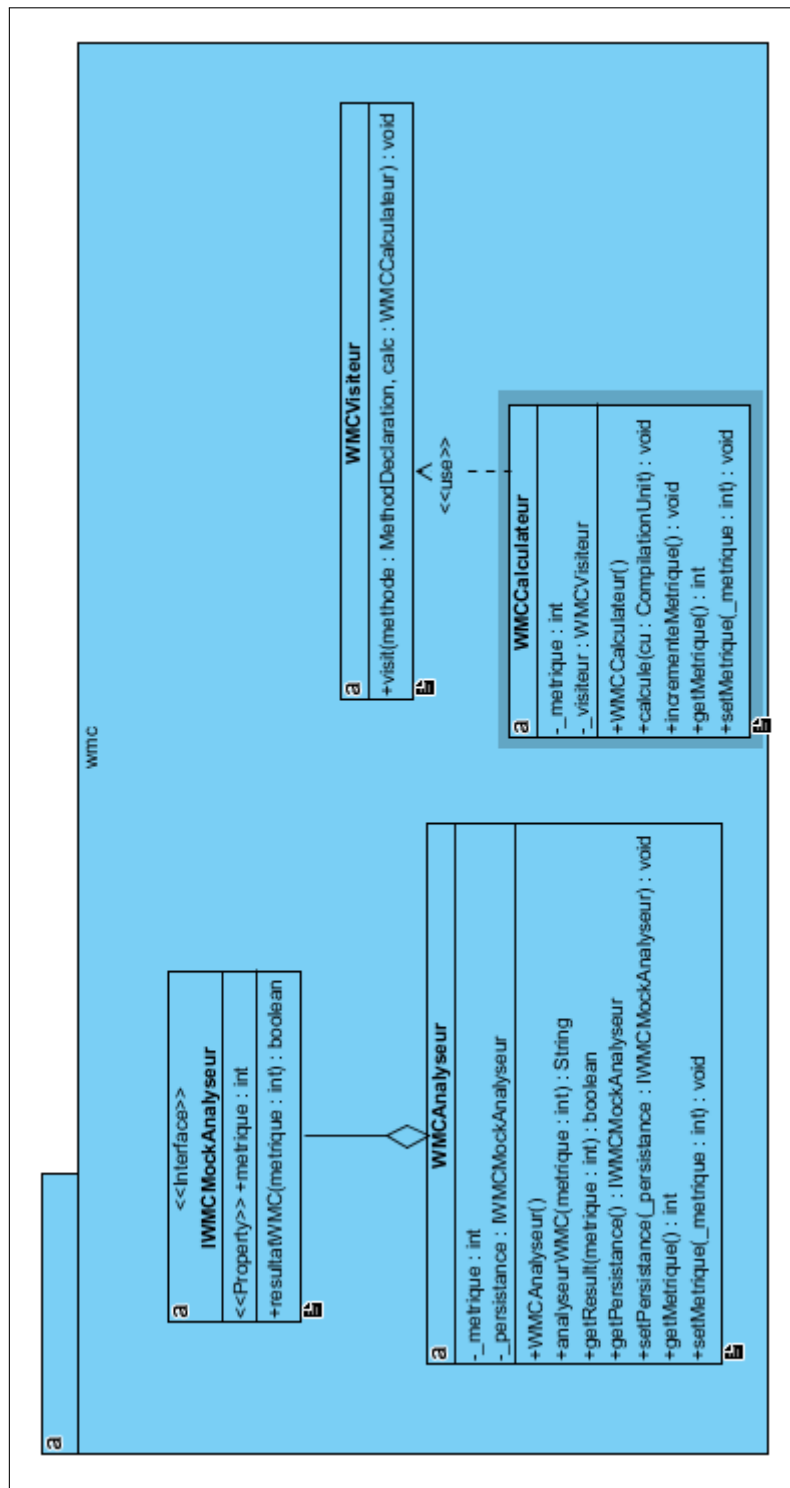 a
wmc
a
<<Interface>>
IWMCMockAnalyseur
<<Property>> +metrique : int
+resultatWMC(metrique : int) : boolean
a
WMCAnalyseur
-_metrique : int
-_persistance : IWMCMockAnalyseur
+WMCAnalyseur()
+analyseurWMC(metrique : int) : String
+getResult(metrique : int) : boolean
+getPersistance() : IWMCMockAnalyseur
+setPersistance(_persistance : IWMCMockAnalyseur) : void
+getMetrique() : int
+setMetrique(_metrique : int) : void
a
WMCVisiteur
+visit(methode : MethodDeclaration, calc : WMCCalculateur) : void
<<use>>
a
WMCCalculateur
-_metrique : int
-_visiteur : WMCVisiteur
+WMCCalculateur()
+calcule(cu : CompilationUnit) : void
+incrementeMetrique() : void
+getMetrique() : int
+setMetrique(_metrique : int) : void